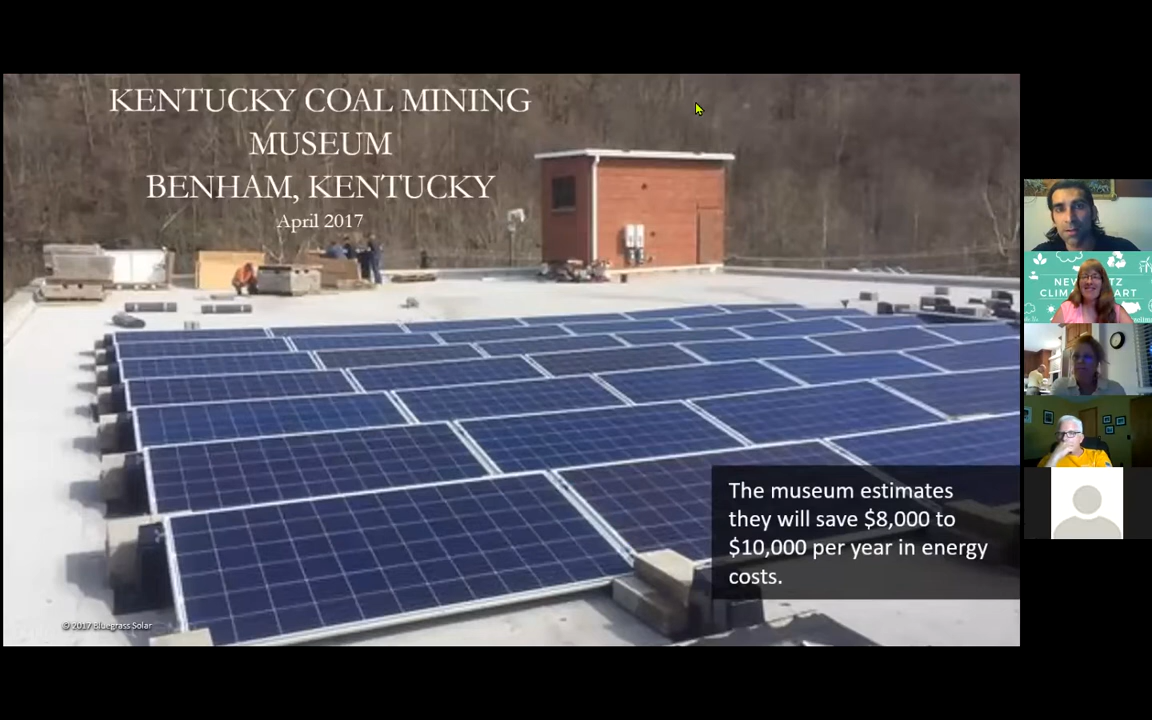 KENTUCKY COAL MINING
MUSEUM
BENHAM, KENTUCKY
April 2017
The museum estimates
they will save $8,000 to
$10,000 per year in energy
costs.
© 2017 Bluegrass Solar